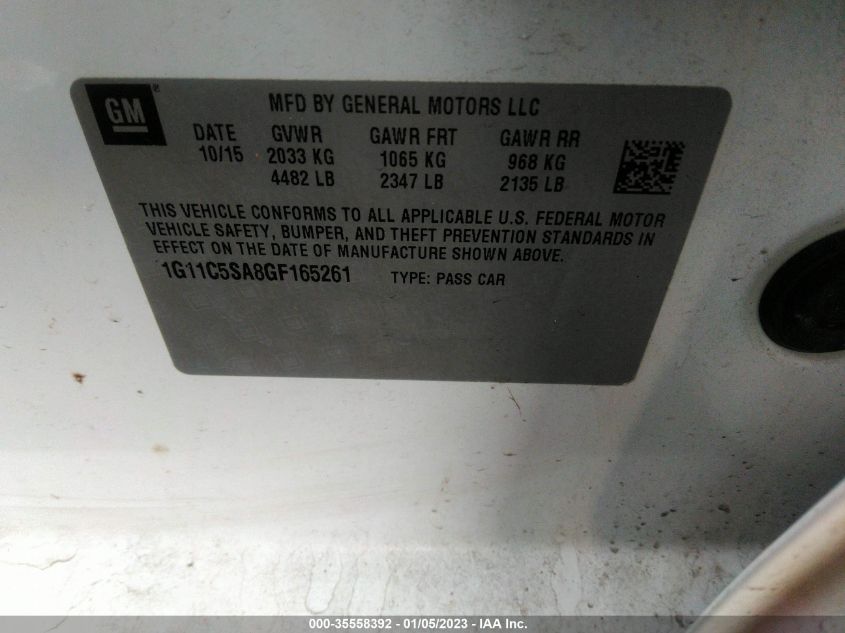 GM ®
MFD BY GENERAL MOTORS LLC
DATE GVWR GAWR FRT GAWR RR
10/15 2033 KG 1065 KG 968 KG
4482 LB 2347 LB 2135 LB
THIS VEHICLE CONFORMS TO ALL APPLICABLE U.S. FEDERAL MOTOR
VEHICLE SAFETY, BUMPER, AND THEFT PREVENTION STANDARDS IN
EFFECT ON THE DATE OF MANUFACTURE SHOWN ABOVE.
1G11C5SA8GF165261 TYPE: PASS CAR
000-35558392 - 01/05/2023 - IAA Inc.